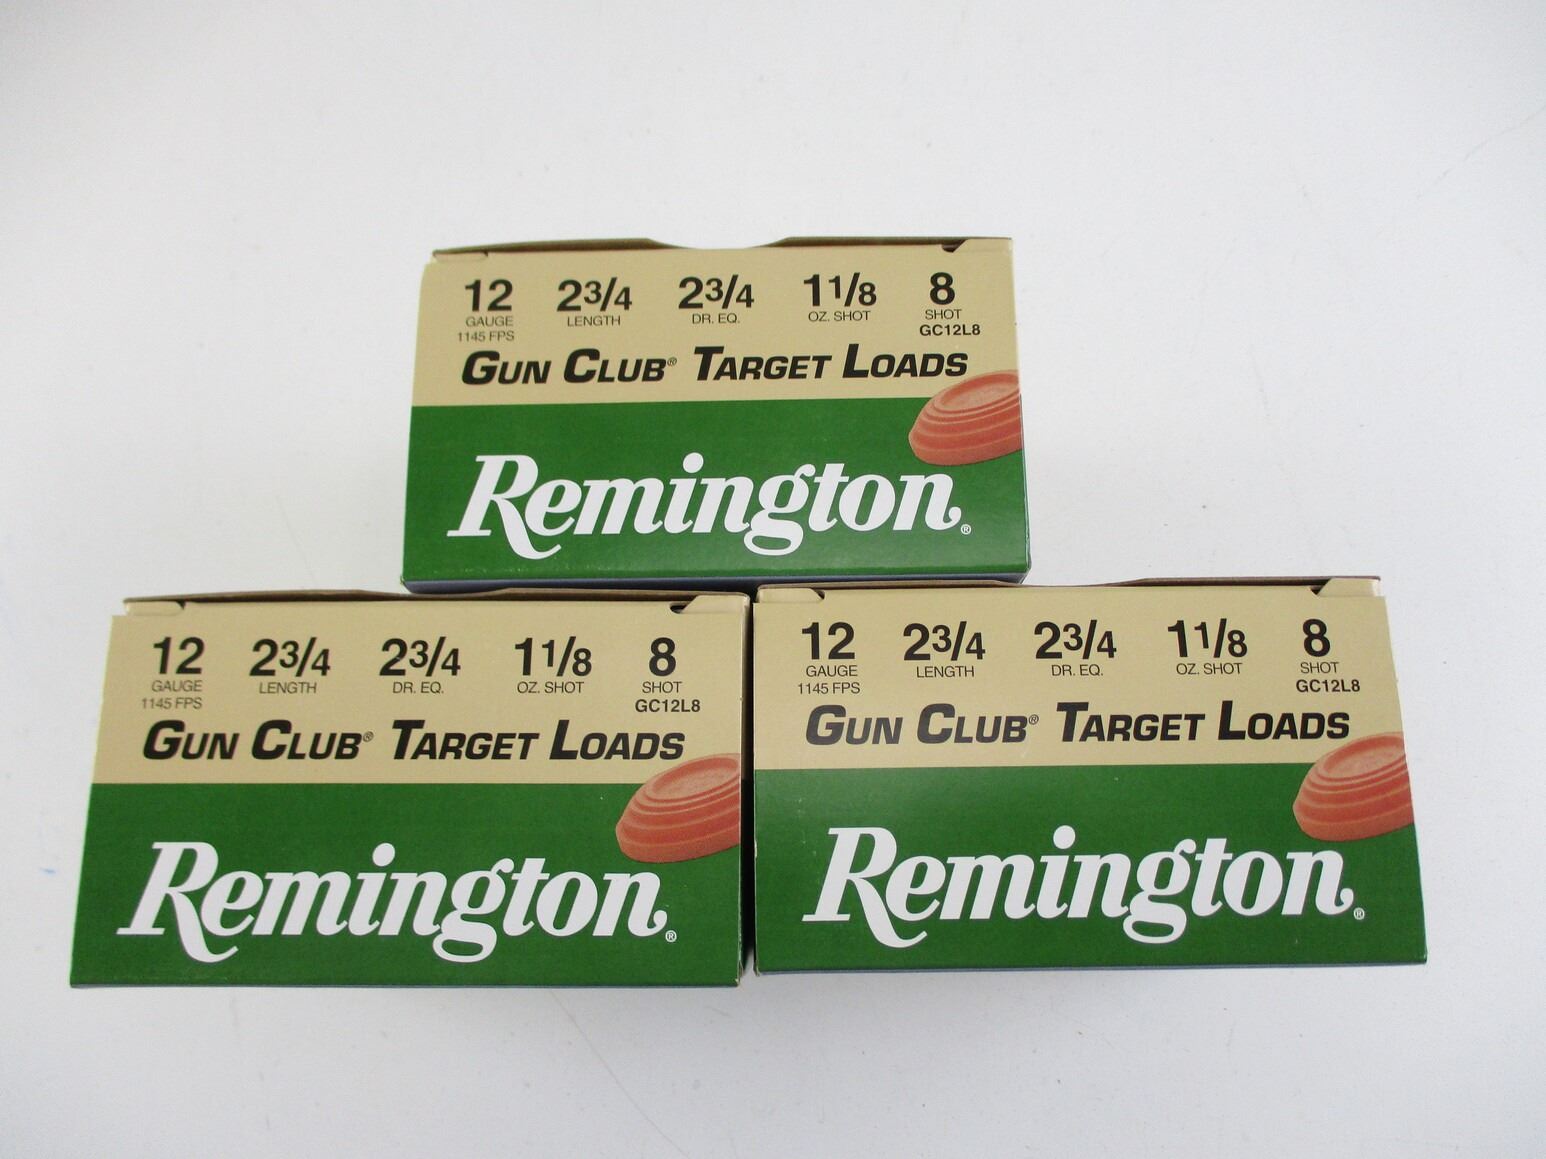 12 2 3/4 2 3/4 1 1/8 8
GAUGE LENGTH DR. EQ. OZ. SHOT SHOT
1145 FPS GC12L8
GUN CLUB® TARGET LOADS
Remington®
12 2 3/4 2 3/4 1 1/8 8
GAUGE LENGTH DR. EQ. OZ. SHOT SHOT
1145 FPS GC12L8
GUN CLUB® TARGET LOADS
Remington®
12 2 3/4 2 3/4 1 1/8 8
GAUGE LENGTH DR. EQ. OZ. SHOT SHOT
1145 FPS GC12L8
GUN CLUB® TARGET LOADS
Remington®